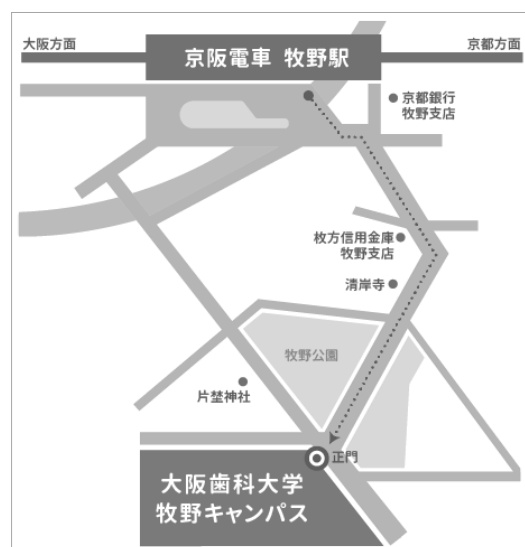 大阪方面
京都方面
京阪電車 牧野駅
京都銀行
牧野支店
枚方信用金庫
牧野支店
清岸寺
牧野公園
片埜神社
正門
大阪歯科大学
牧野キャンパス